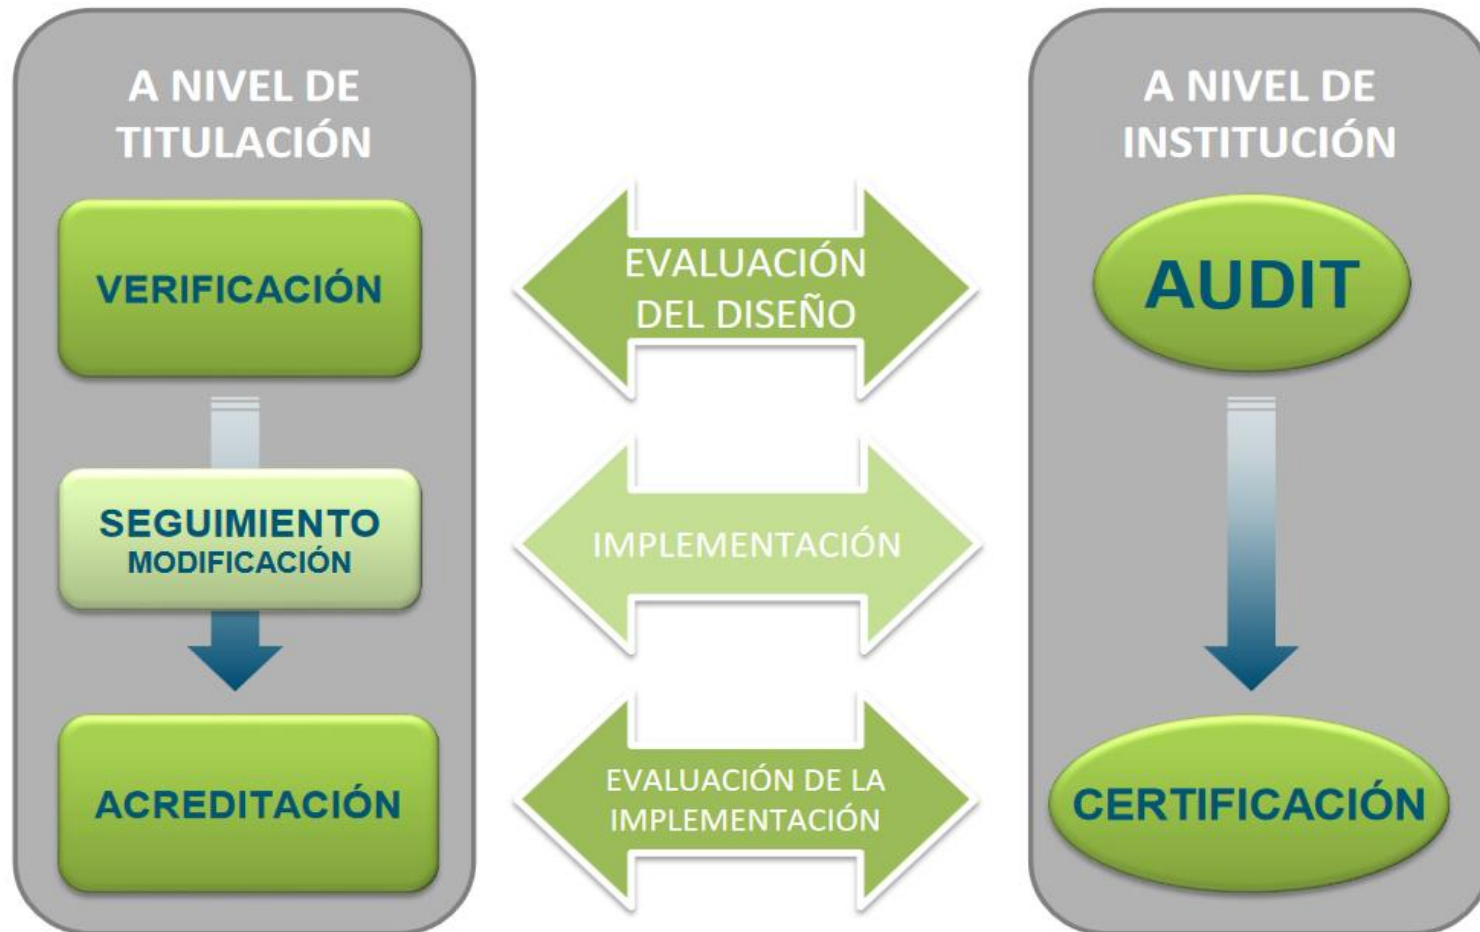 A NIVEL DE
TITULACIÓN
VERIFICACIÓN
SEGUIMIENTO
MODIFICACIÓN
ACREDITACIÓN
EVALUACIÓN
DEL DISEÑO
IMPLEMENTACIÓN
EVALUACIÓN DE LA
IMPLEMENTACIÓN
A NIVEL DE
INSTITUCIÓN
AUDIT
CERTIFICACIÓN